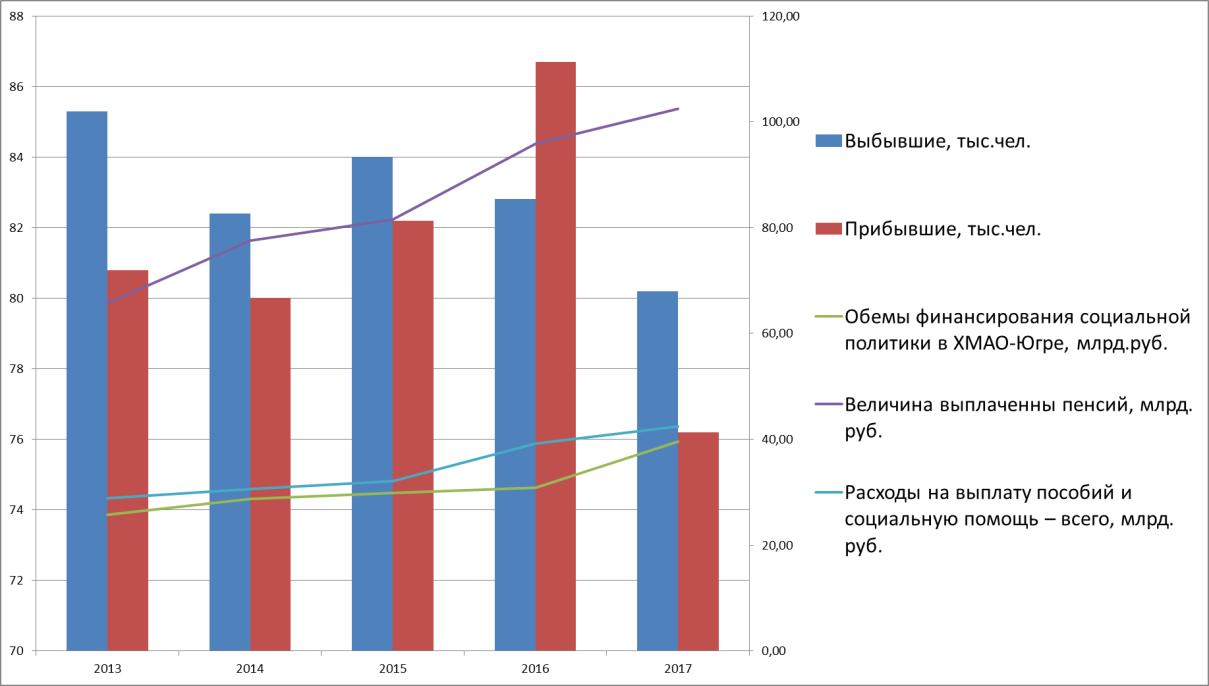 88
86
84
82
80
78
76
74
72
70
120,00
100,00
80,00
60,00
40,00
20,00
0,00
2013
2014
2015
2016
2017
Выбывшие, тыс.чел.
Прибывшие, тыс.чел.
Обемы финансирования социальной
политики в ХМАО-Югре, млрд.руб.
Величина выплаченны пенсий, млрд.
руб.
Расходы на выплату пособий и
социальную помощь – всего, млрд.
руб.